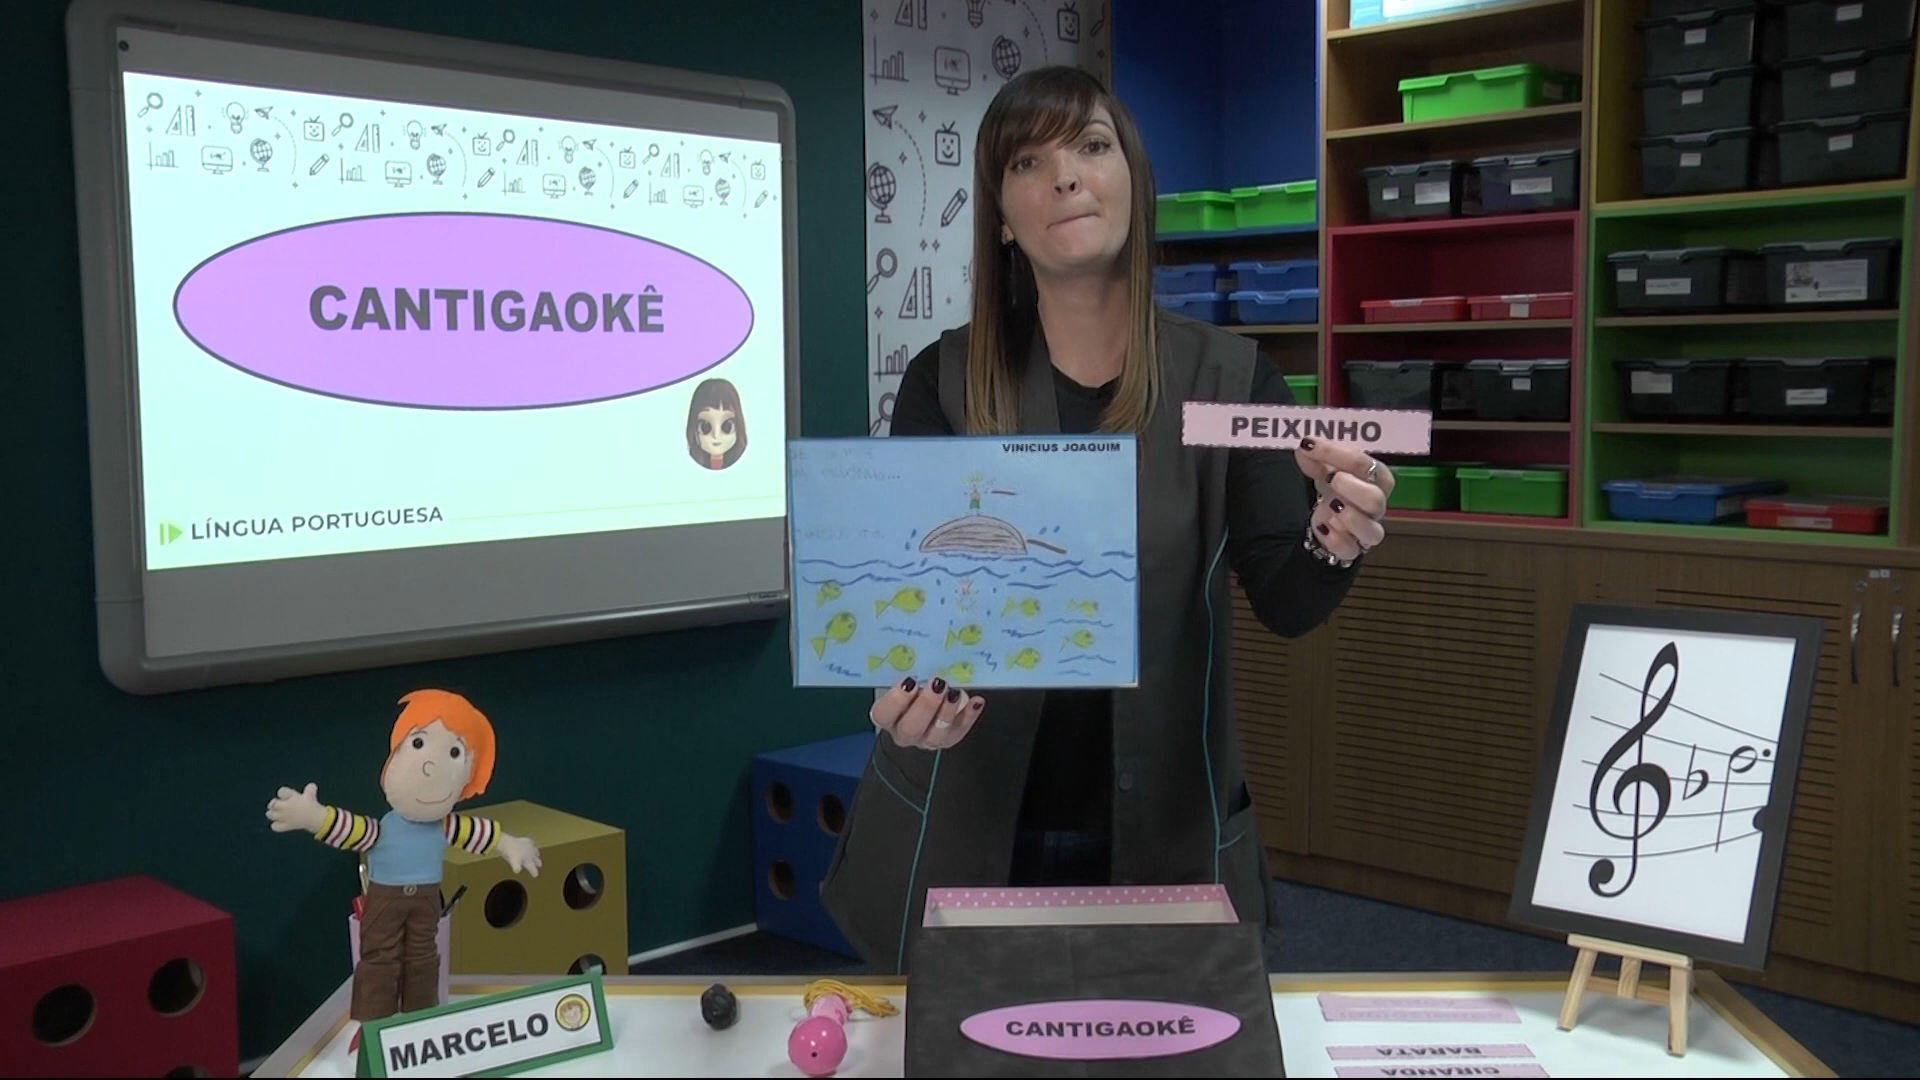 CANTIGAOKÊ
LÍNGUA PORTUGUESA
VINICIUS JOAQUIM
PEIXINHO
MARCELO
CANTIGAOKÊ
BARATA
CIRANDA